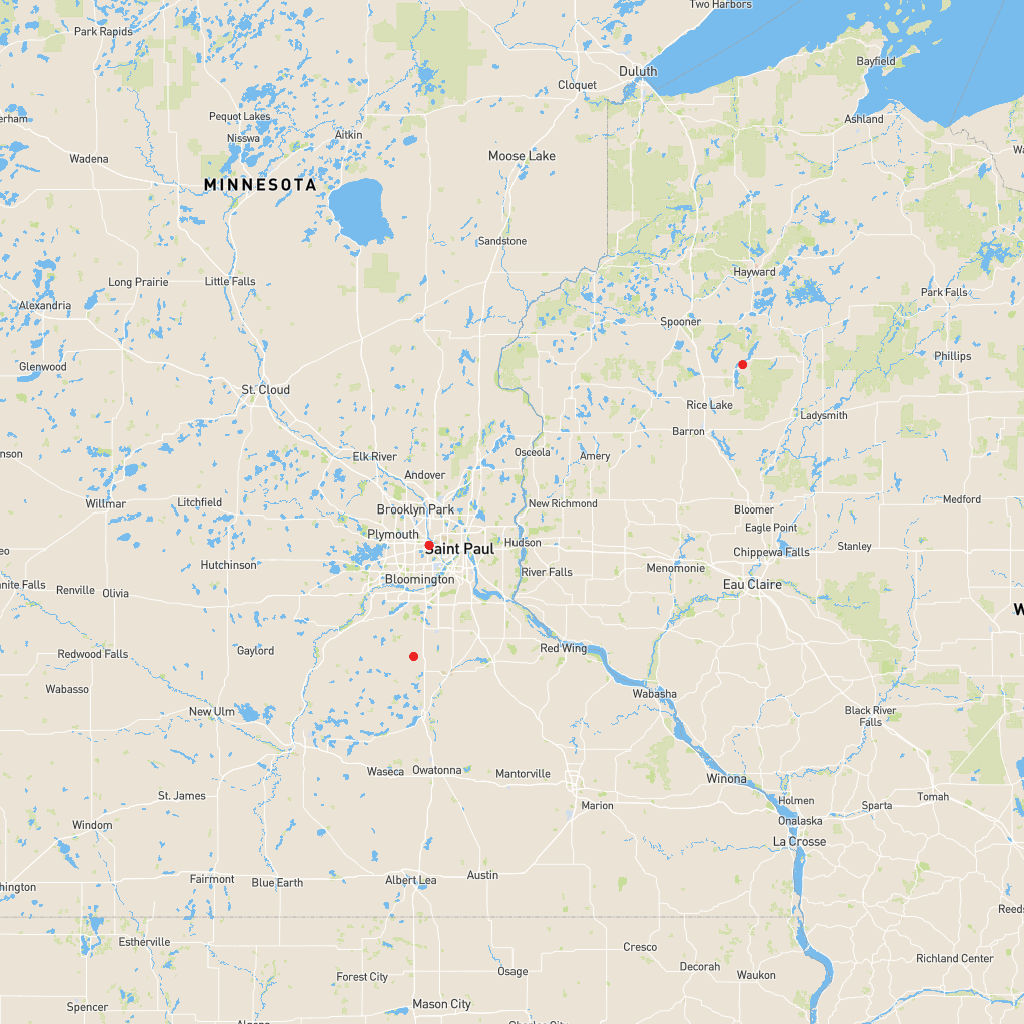 Two Harbors
Park Rapids
Bayfield
Duluth
Cloquet
Pequot Lakes
Ashland
erham
Nisswa
Aitkin
Wa
Wadena
Moose Lake
MINNESOTA
Sandstone
Hayward
Long Prairie
Little Falls
Park Falls
Alexandria
Spooner
Phillips
Glenwood
St. Cloud
Rice Lake
Ladysmith
Barron
nson
Osceola
Amery
Elk River
Andover
Willmar
Litchfield
New Richmond
Medford
Brooklyn Park
Bloomer
Eagle Point
Plymouth
Hudson
Stanley
Saint Paul
eo
Chippewa Falls
Hutchinson
Menomonie
River Falls
Bloomington
nite Falls
Eau Claire
Renville
Olivia
W
Red Wing
Gaylord
Redwood Falls
Wabasso
Wabasha
New Ulm
Black River
Falls
Waseca
Owatonna
Mantorville
Winona
St. James
Holmen
Tomah
Marion
Sparta
Onalaska
Windom
La Crosse
Austin
Fairmont
Albert Lea
Blue Earth
hington
Reeds
Estherville
Cresco
Richland Center
Decorah
Osage
Waukon
Forest City
Spencer
Mason City